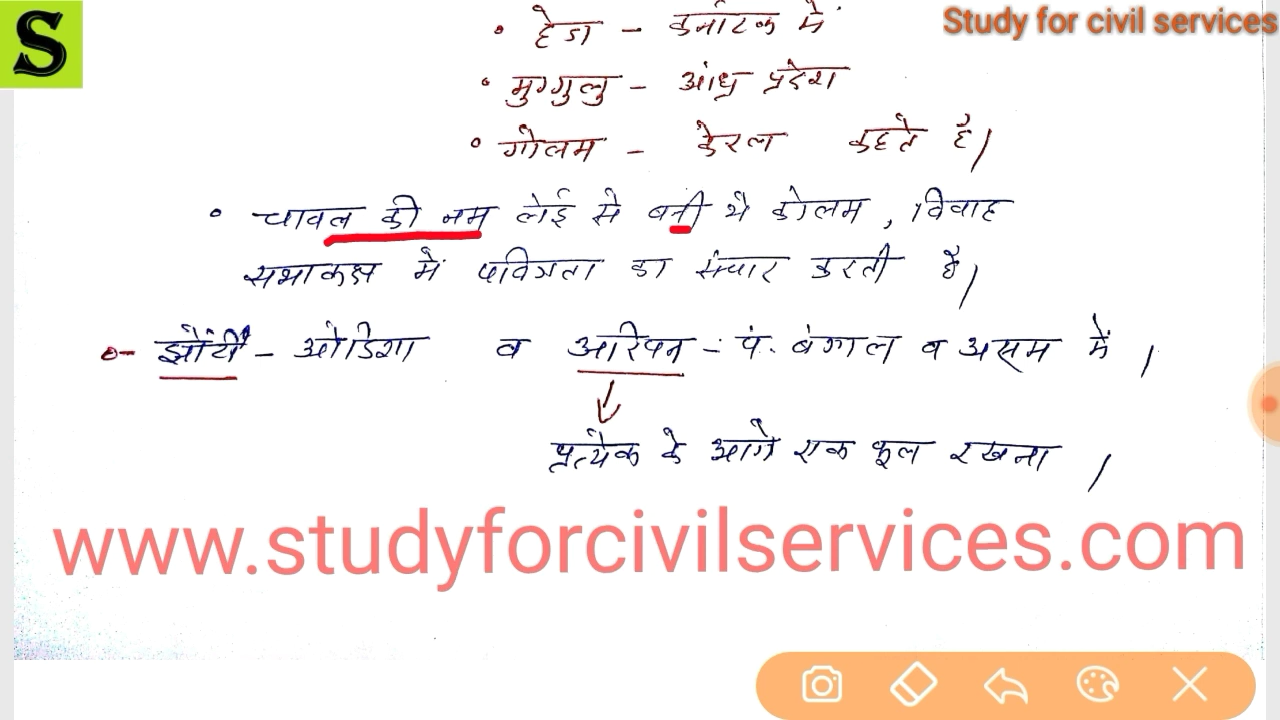 S
Study for civil services
• हेडा - कर्नाटक में
• मुग्गुलु - आंध्र प्रदेश
• गोलम - केरल कहते है।
• चावल की नम लेई से बनी ये कोलम, विवाह
सभाकक्ष में पवित्रता का संचार करती है।
झौंटी - ओडिशा व अरिपन - पं. बंगाल व असम में।
प्रत्येक के आगे एक फूल रखना।
www.studyforcivilservices.com